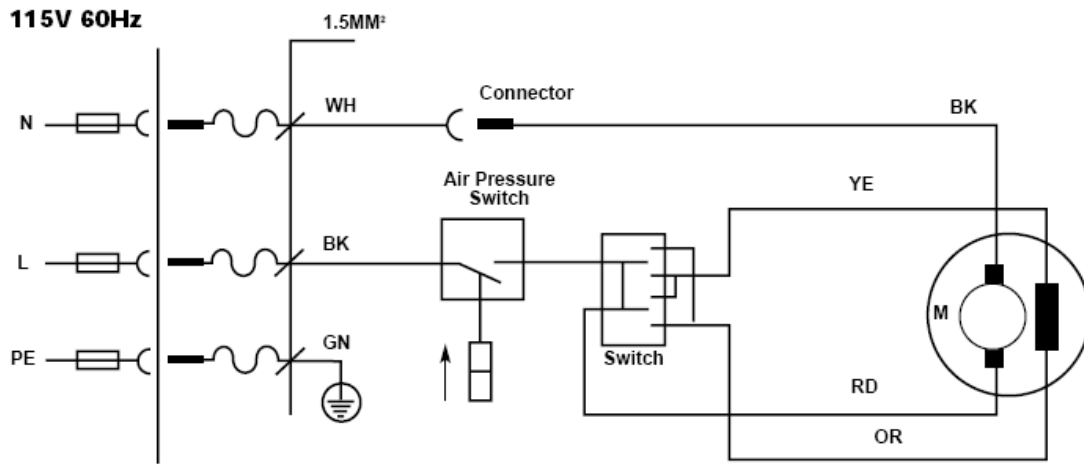 115V 60Hz
1.5MM²
N
WH
Connector
BK
Air Pressure
Switch
YE
L
BK
M
PE
GN
Switch
RD
OR